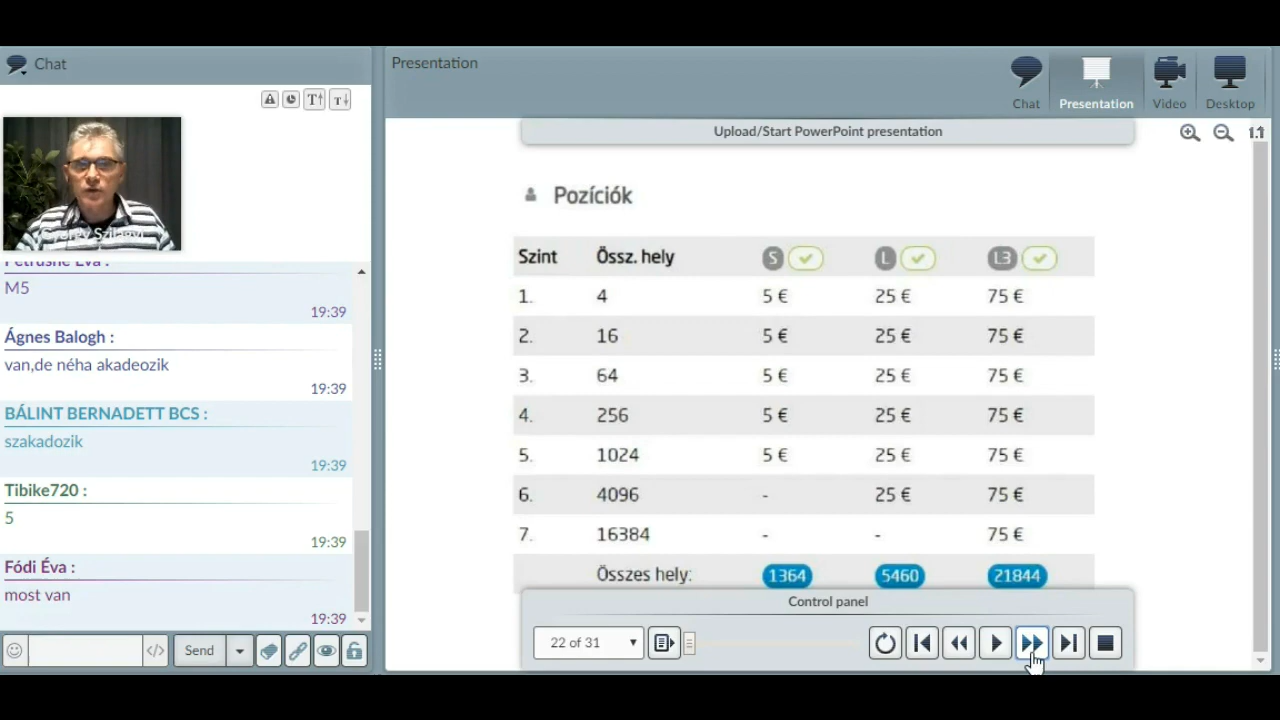 Chat
Presentation
Chat
Presentation
Video
Desktop
T
T
Upload/Start PowerPoint presentation
1:1
György Szilágyi
M5
19:39
Ágnes Balogh :
van,de néha akadeozik
19:39
BÁLINT BERNADETT BCS :
szakadozik
19:39
Tibike720 :
5
19:39
Fódi Éva :
most van
19:39
Send
Pozíciók
Szint Össz. hely S L L3
1. 4 5 € 25 € 75 €
2. 16 5 € 25 € 75 €
3. 64 5 € 25 € 75 €
4. 256 5 € 25 € 75 €
5. 1024 5 € 25 € 75 €
6. 4096 - 25 € 75 €
7. 16384 - - 75 €
Összes hely: 1364 5460 21844
Control panel
22 of 31